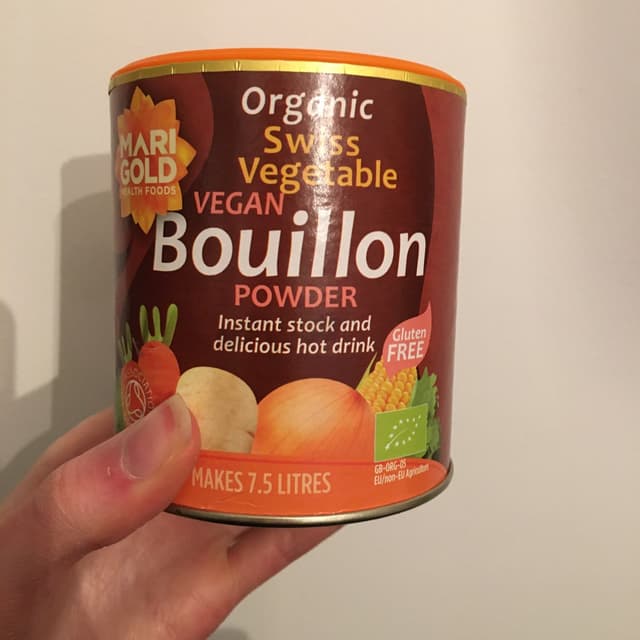 Organic
Swiss
Vegetable
MARI
GOLD
HEALTH FOODS
VEGAN
Bouillon
POWDER
Instant stock and
delicious hot drink
Gluten
FREE
MAKES 7.5 LITRES
GB-ORG-05
EU/non-EU Agriculture